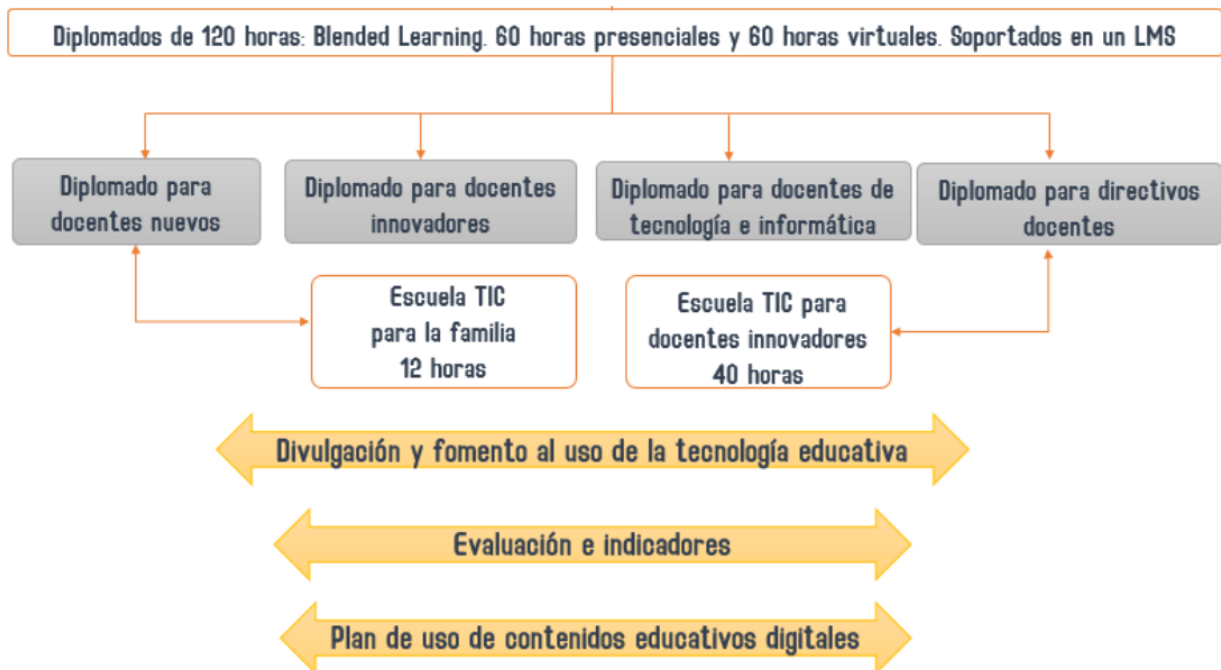 Diplomados de 120 horas: Blended Learning. 60 horas presenciales y 60 horas virtuales. Soportados en un LMS
Diplomado para
docentes nuevos
Diplomado para docentes
innovadores
Diplomado para docentes de
tecnología e informática
Diplomado para directivos
docentes
Escuela TIC
para la familia
12 horas
Escuela TIC para
docentes innovadores
40 horas
Divulgación y fomento al uso de la tecnología educativa
Evaluación e indicadores
Plan de uso de contenidos educativos digitales